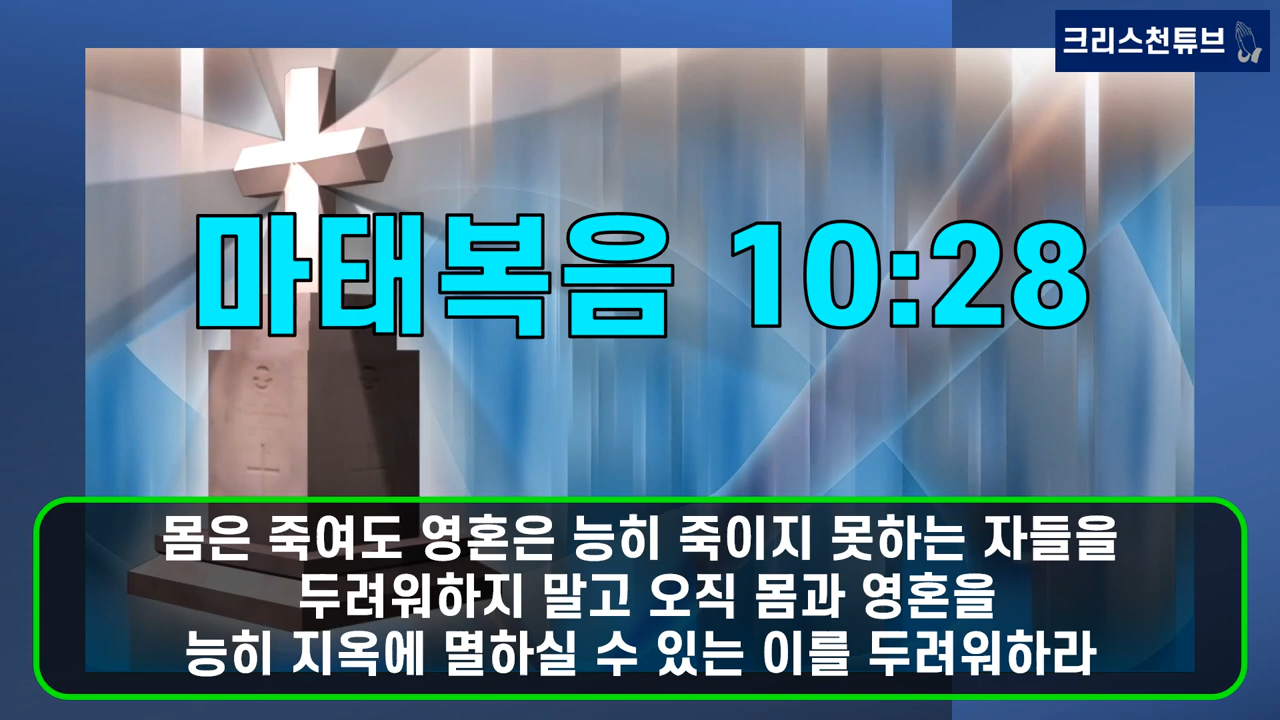 크리스천튜브
마태복음 10:28
몸은 죽여도 영혼은 능히 죽이지 못하는 자들을
두려워하지 말고 오직 몸과 영혼을
능히 지옥에 멸하실 수 있는 이를 두려워하라